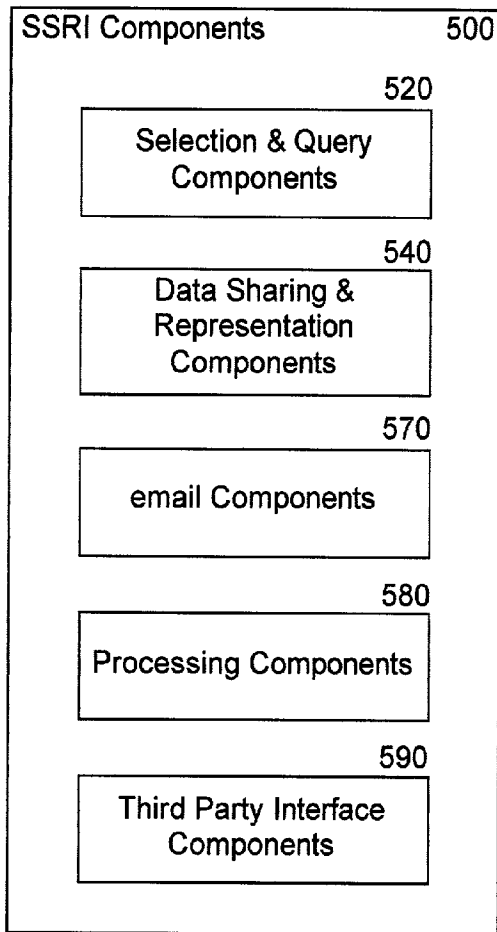 SSRI Components 500
520
Selection & Query
Components
540
Data Sharing &
Representation
Components
570
email Components
580
Processing Components
590
Third Party Interface
Components